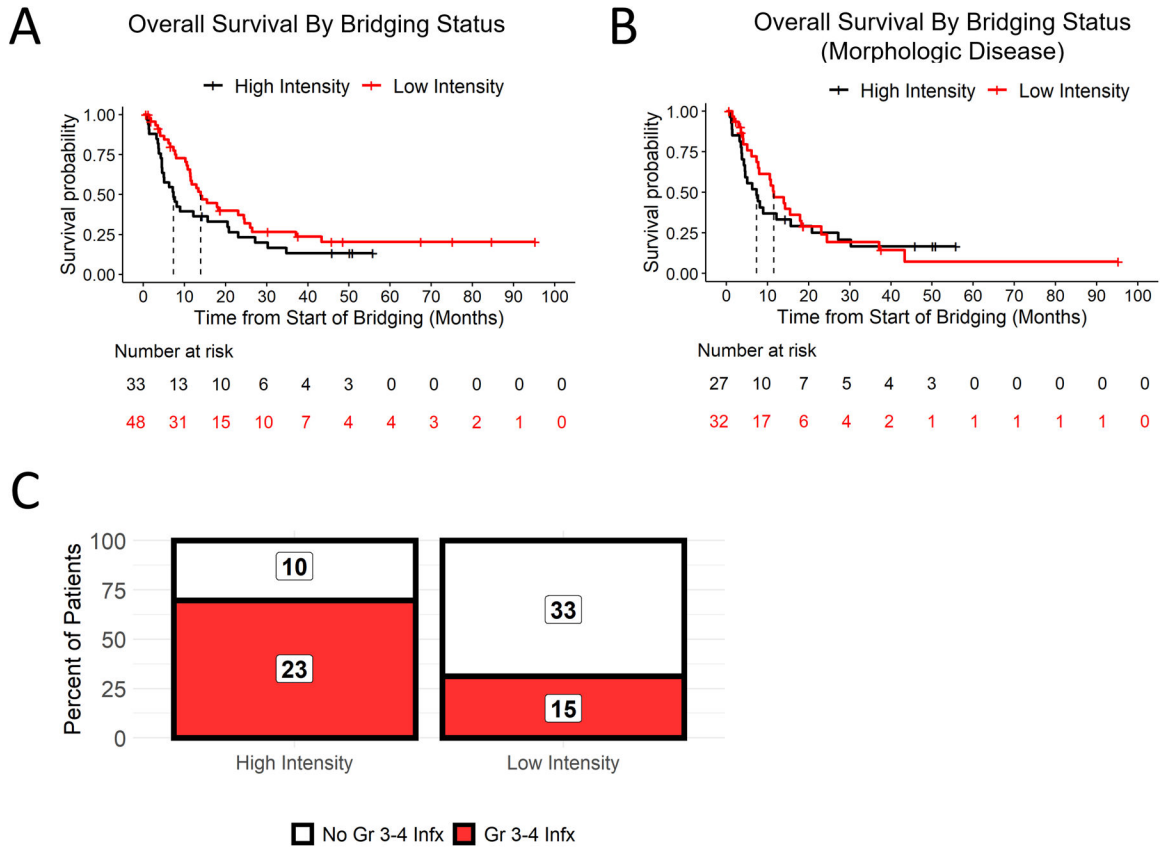 A
Overall Survival By Bridging Status
High Intensity Low Intensity
Survival probability
1.00
0.75
0.50
0.25
0.00
0 10 20 30 40 50 60 70 80 90 100
Time from Start of Bridging (Months)
Number at risk
33 13 10 6 4 3 0 0 0 0 0
48 31 15 10 7 4 4 3 2 1 0
B
Overall Survival By Bridging Status
(Morphologic Disease)
High Intensity Low Intensity
Survival probability
1.00
0.75
0.50
0.25
0.00
0 10 20 30 40 50 60 70 80 90 100
Time from Start of Bridging (Months)
Number at risk
27 10 7 5 4 3 0 0 0 0 0
32 17 6 4 2 1 1 1 1 1 0
C
Percent of Patients
100
75
50
25
0
10
23
33
15
High Intensity Low Intensity
No Gr 3-4 Infx Gr 3-4 Infx